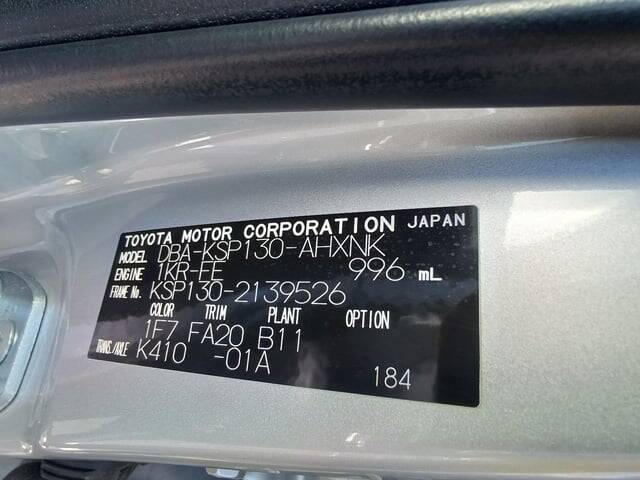 TOYOTA MOTOR CORPORATION JAPAN
MODEL DBA-KSP130-AHXNK
ENGINE 1KR-FE 996 mL
FRAME No. KSP130-2139526
COLOR TRIM PLANT OPTION
1F7 FA20 B11
TRANS./AXLE K410 -01A
184